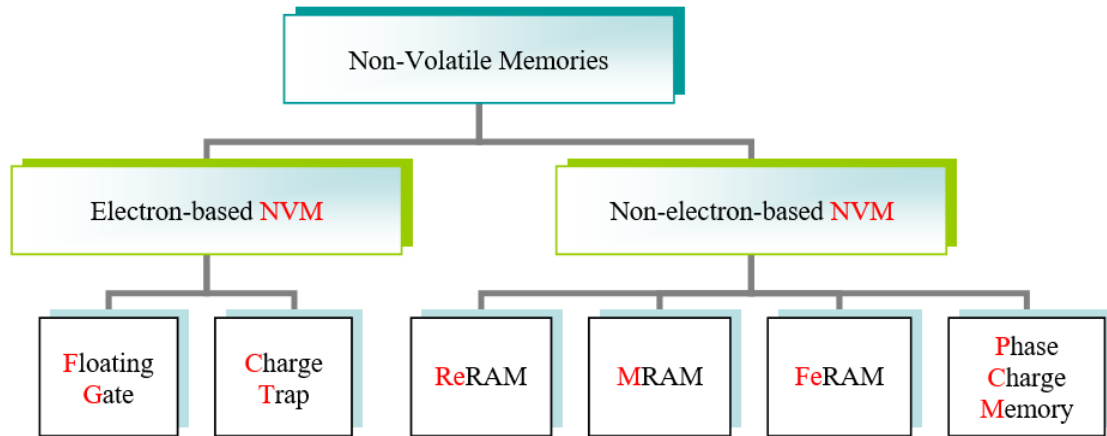 Non-Volatile Memories
Electron-based NVM
Non-electron-based NVM
Floating
Gate
Charge
Trap
ReRAM
MRAM
FeRAM
Phase
Charge
Memory